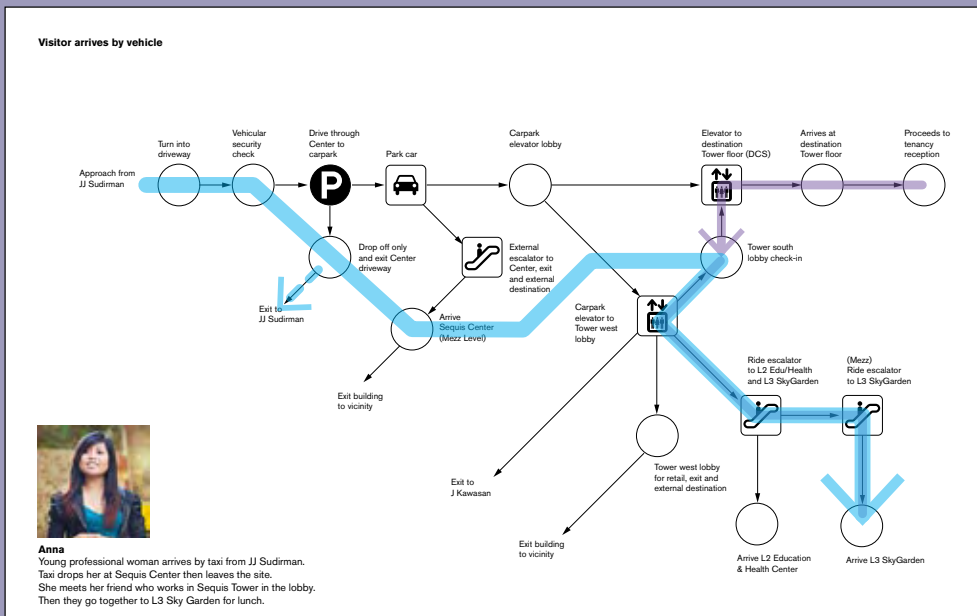 Visitor arrives by vehicle
Approach from
JJ Sudirman
Turn into
driveway
Vehicular
security
check
Drive through
Center to
carpark
P
Park car
Carpark
elevator lobby
Elevator to
destination
Tower floor (DCS)
Arrives at
destination
Tower floor
Proceeds to
tenancy
reception
Drop off only
and exit Center
driveway
External
escalator to
Center, exit
and external
destination
Tower south
lobby check-in
Exit to
JJ Sudirman
Arrive
Sequis Center
(Mezz Level)
Carpark
elevator to
Tower west
lobby
Ride escalator
to L2 Edu/Health
and L3 SkyGarden
(Mezz)
Ride escalator
to L3 SkyGarden
Exit building
to vicinity
Exit to
J Kawasan
Tower west lobby
for retail, exit and
external destination
Exit building
to vicinity
Arrive L2 Education
& Health Center
Arrive L3 SkyGarden
Anna
Young professional woman arrives by taxi from JJ Sudirman.
Taxi drops her at Sequis Center then leaves the site.
She meets her friend who works in Sequis Tower in the lobby.
Then they go together to L3 Sky Garden for lunch.